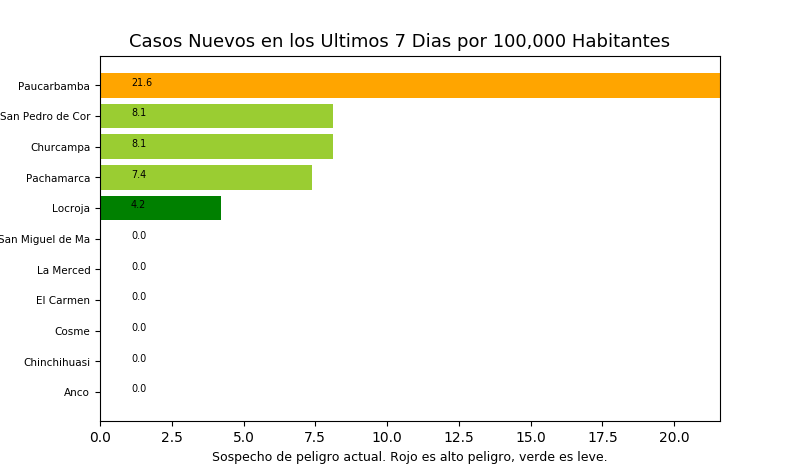 Casos Nuevos en los Ultimos 7 Dias por 100,000 Habitantes
Paucarbamba 21.6
San Pedro de Cor 8.1
Churcampa 8.1
Pachamarca 7.4
Locroja 4.2
San Miguel de Ma 0.0
La Merced 0.0
El Carmen 0.0
Cosme 0.0
Chinchihuasi 0.0
Anco 0.0
0.0 2.5 5.0 7.5 10.0 12.5 15.0 17.5 20.0
Sospecho de peligro actual. Rojo es alto peligro, verde es leve.